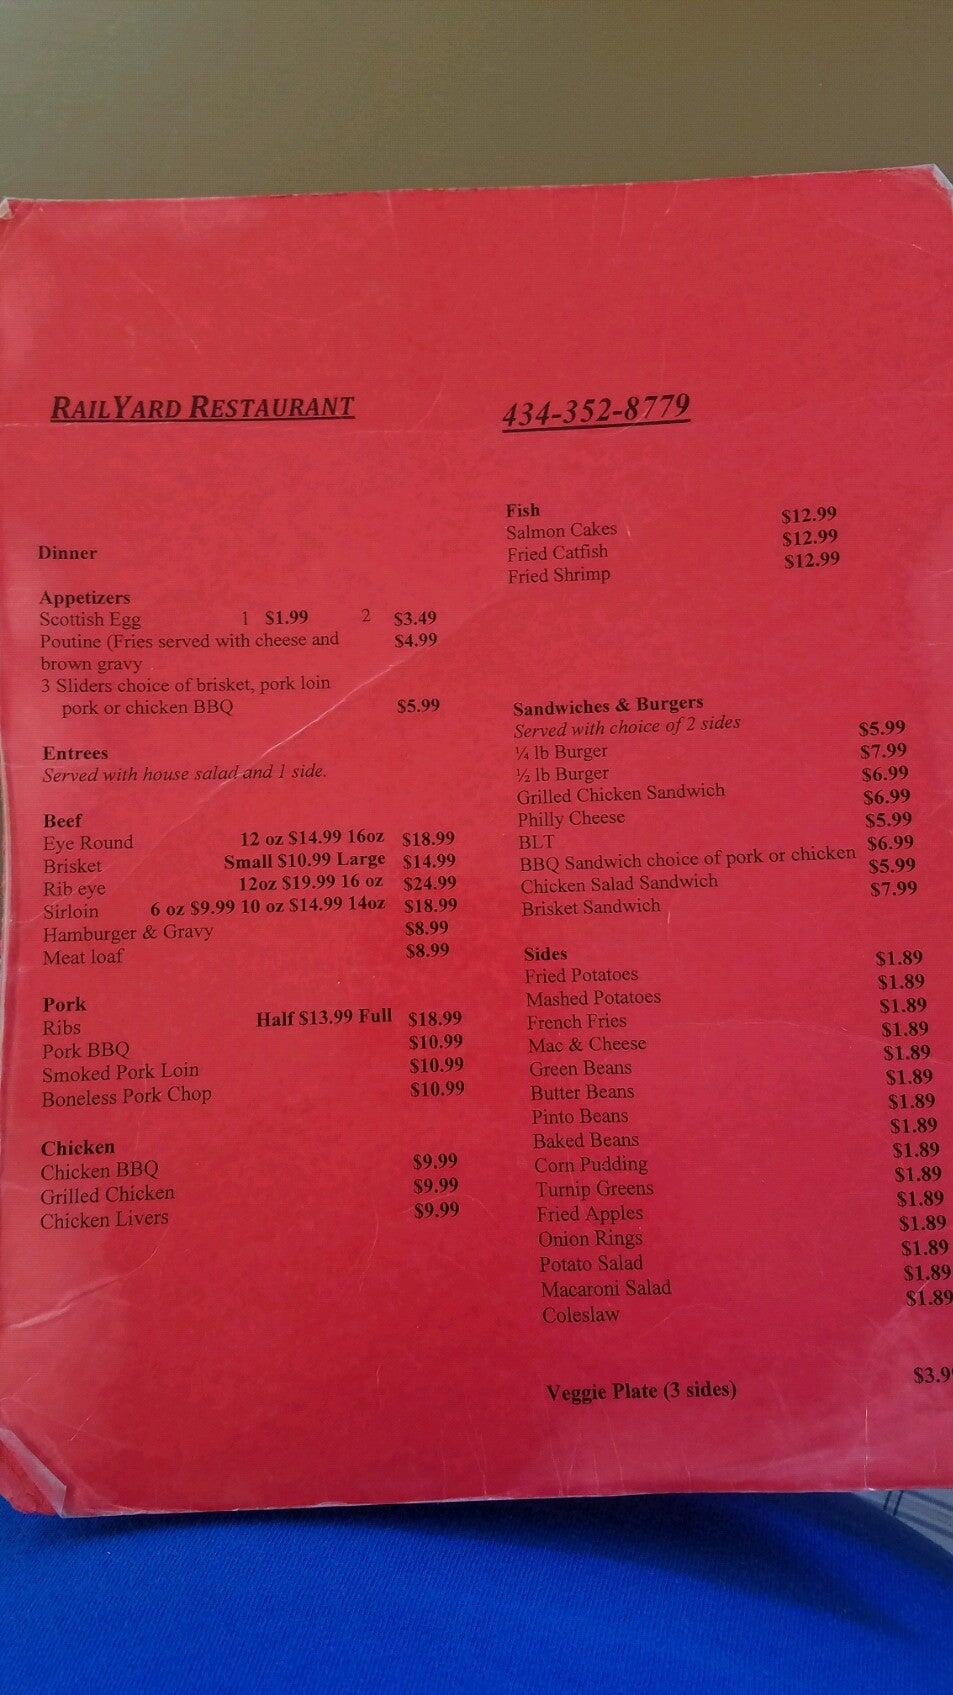 RAILYARD RESTAURANT 434-352-8779
Dinner
Appetizers
Scottish Egg 1 $1.99 2 $3.49
Poutine (Fries served with cheese and $4.99
brown gravy
3 Sliders choice of brisket, pork loin
pork or chicken BBQ $5.99
Entrees
Served with house salad and 1 side.
Beef
Eye Round 12 oz $14.99 16oz $18.99
Brisket Small $10.99 Large $14.99
Rib eye 12oz $19.99 16 oz $24.99
Sirloin 6 oz $9.99 10 oz $14.99 14oz $18.99
Hamburger & Gravy $8.99
Meat loaf $8.99
Pork
Ribs Half $13.99 Full $18.99
Pork BBQ $10.99
Smoked Pork Loin $10.99
Boneless Pork Chop $10.99
Chicken
Chicken BBQ $9.99
Grilled Chicken $9.99
Chicken Livers $9.99
Fish
Salmon Cakes $12.99
Fried Catfish $12.99
Fried Shrimp $12.99
Sandwiches & Burgers
Served with choice of 2 sides
¼ lb Burger $5.99
½ lb Burger $7.99
Grilled Chicken Sandwich $6.99
Philly Cheese $6.99
BLT $5.99
BBQ Sandwich choice of pork or chicken $6.99
Chicken Salad Sandwich $5.99
Brisket Sandwich $7.99
Sides
Fried Potatoes $1.89
Mashed Potatoes $1.89
French Fries $1.89
Mac & Cheese $1.89
Green Beans $1.89
Butter Beans $1.89
Pinto Beans $1.89
Baked Beans $1.89
Corn Pudding $1.89
Turnip Greens $1.89
Fried Apples $1.89
Onion Rings $1.89
Potato Salad $1.89
Macaroni Salad $1.89
Coleslaw $1.89
Veggie Plate (3 sides) $3.9